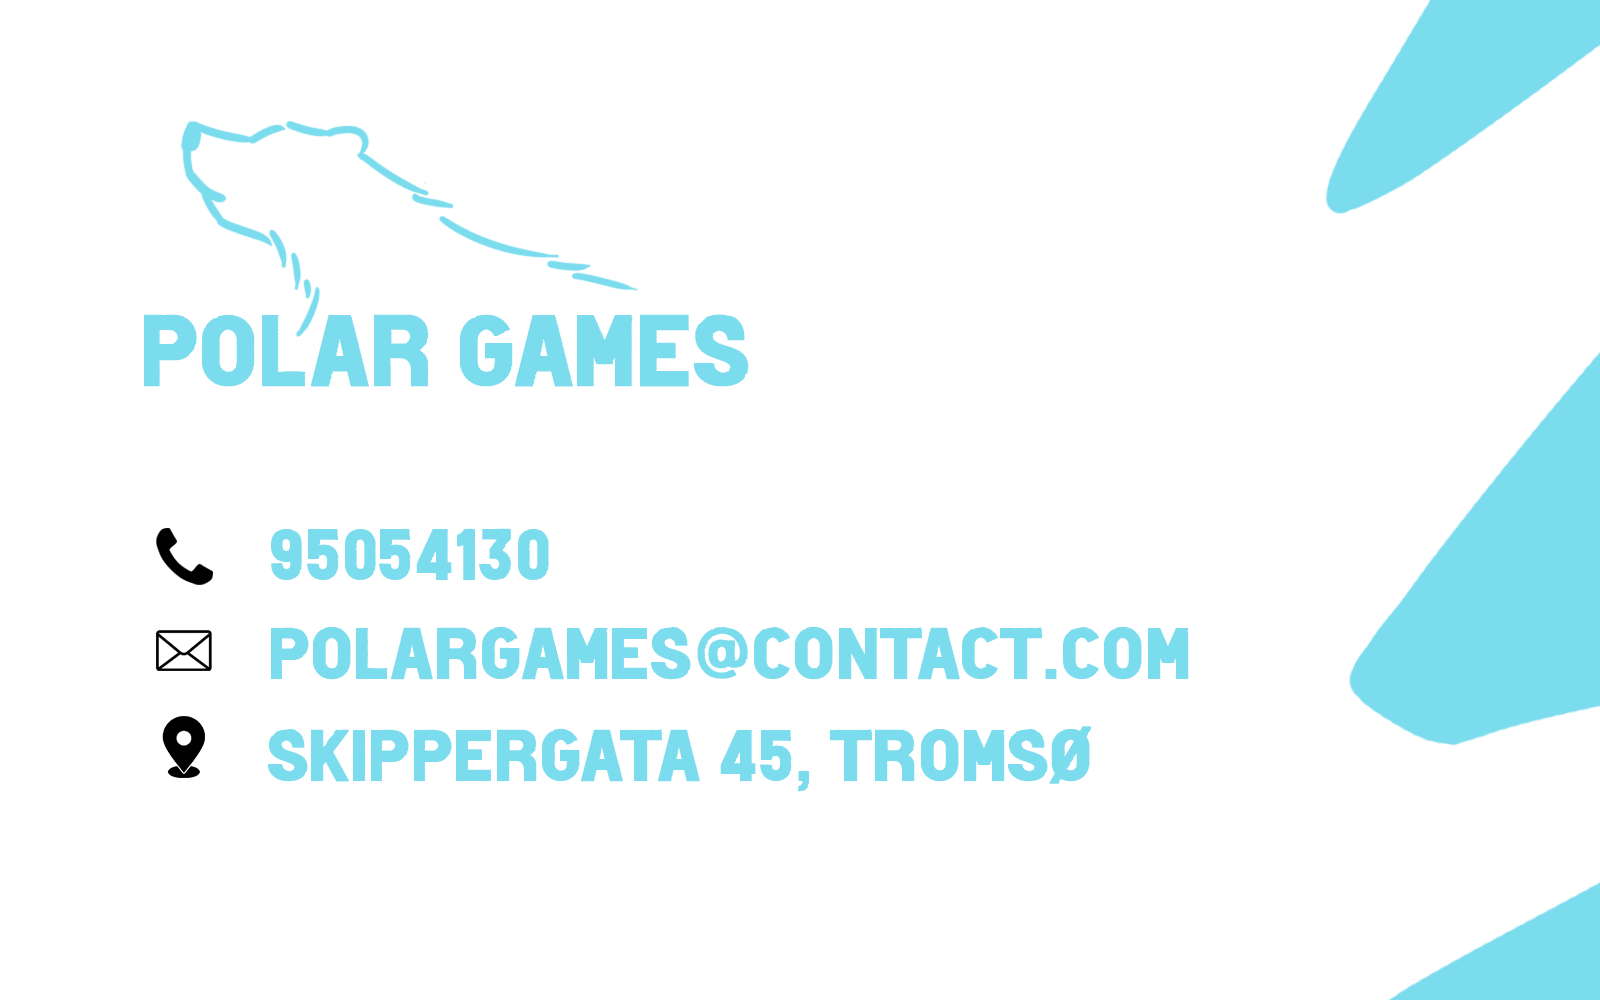 POLAR GAMES
95054130
POLARGAMES@CONTACT.COM
SKIPPERGATA 45, TROMSØ